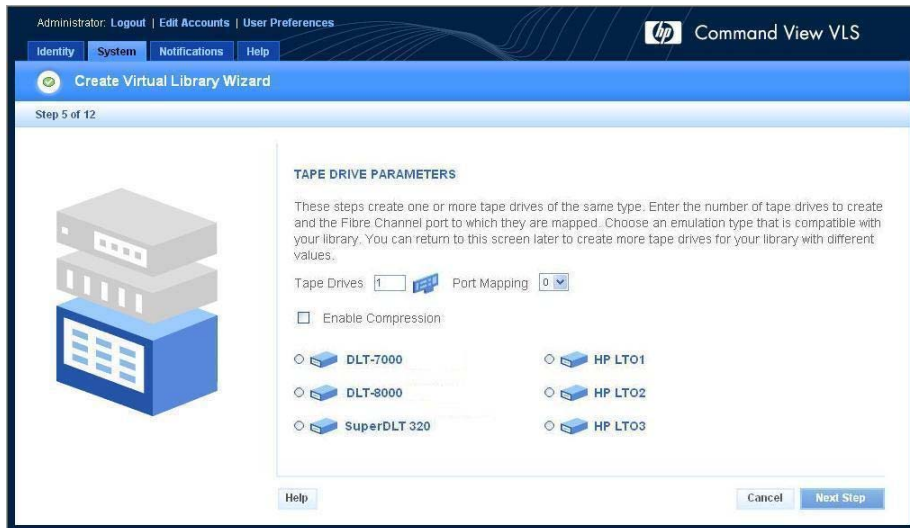 Administrator: Logout | Edit Accounts | User Preferences
hp Command View VLS
Identity System Notifications Help
Create Virtual Library Wizard
Step 5 of 12
TAPE DRIVE PARAMETERS
These steps create one or more tape drives of the same type. Enter the number of tape drives to create
and the Fibre Channel port to which they are mapped. Choose an emulation type that is compatible with
your library. You can return to this screen later to create more tape drives for your library with different
values.
Tape Drives 1 Port Mapping 0
Enable Compression
DLT-7000 HP LTO1
DLT-8000 HP LTO2
SuperDLT 320 HP LTO3
Help Cancel Next Step